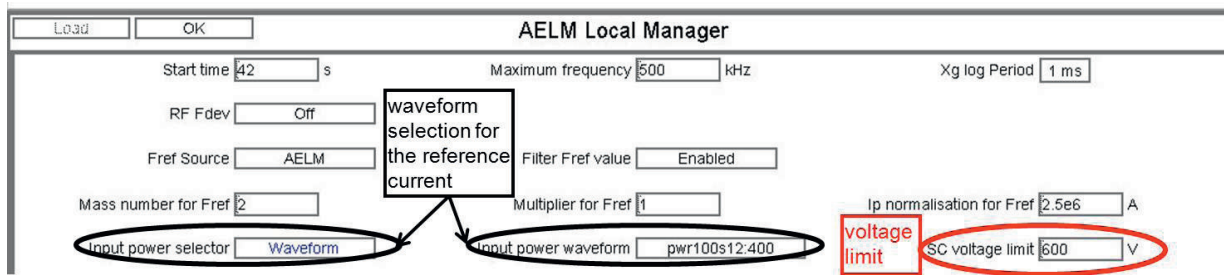 Load OK AELM Local Manager
Start time 42 s Maximum frequency 500 kHz Xg log Period 1 ms
RF Fdev Off
waveform
selection for
the reference
current
Fref Source AELM Filter Fref value Enabled
Mass number for Fref 2 Multiplier for Fref 1 Ip normalisation for Fref 2.5e6 A
Input power selector Waveform Input power waveform pwr100s12:400
voltage
limit
SC voltage limit 600 V